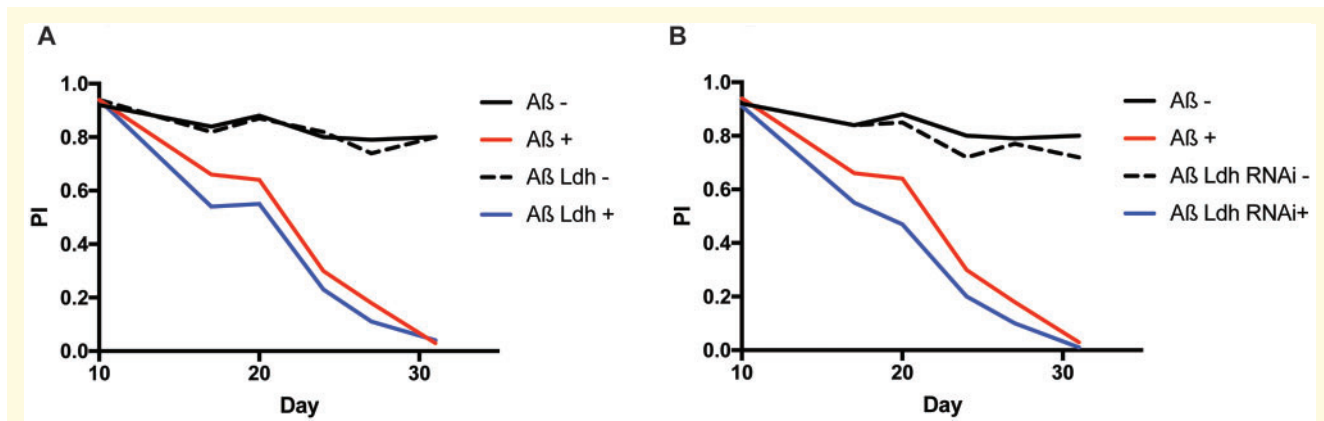 A
PI
1.0
0.8
0.6
0.4
0.2
0.0
10
20
30
Day
Aß -
Aß +
Aß Ldh -
Aß Ldh +
B
PI
1.0
0.8
0.6
0.4
0.2
0.0
10
20
30
Day
Aß -
Aß +
Aß Ldh RNAi -
Aß Ldh RNAi+